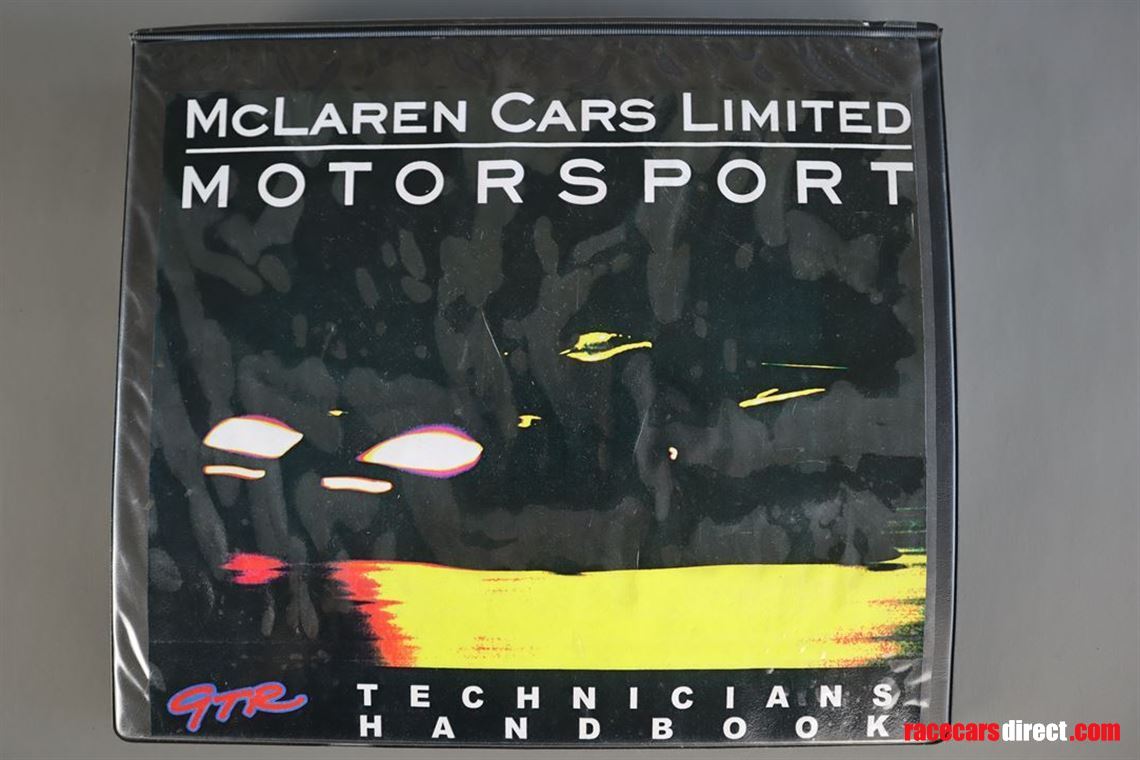 McLaren Cars Limited
MOTORSPORT
GTR
TECHNICIANS
HANDBOOK
racecarsdirect.com